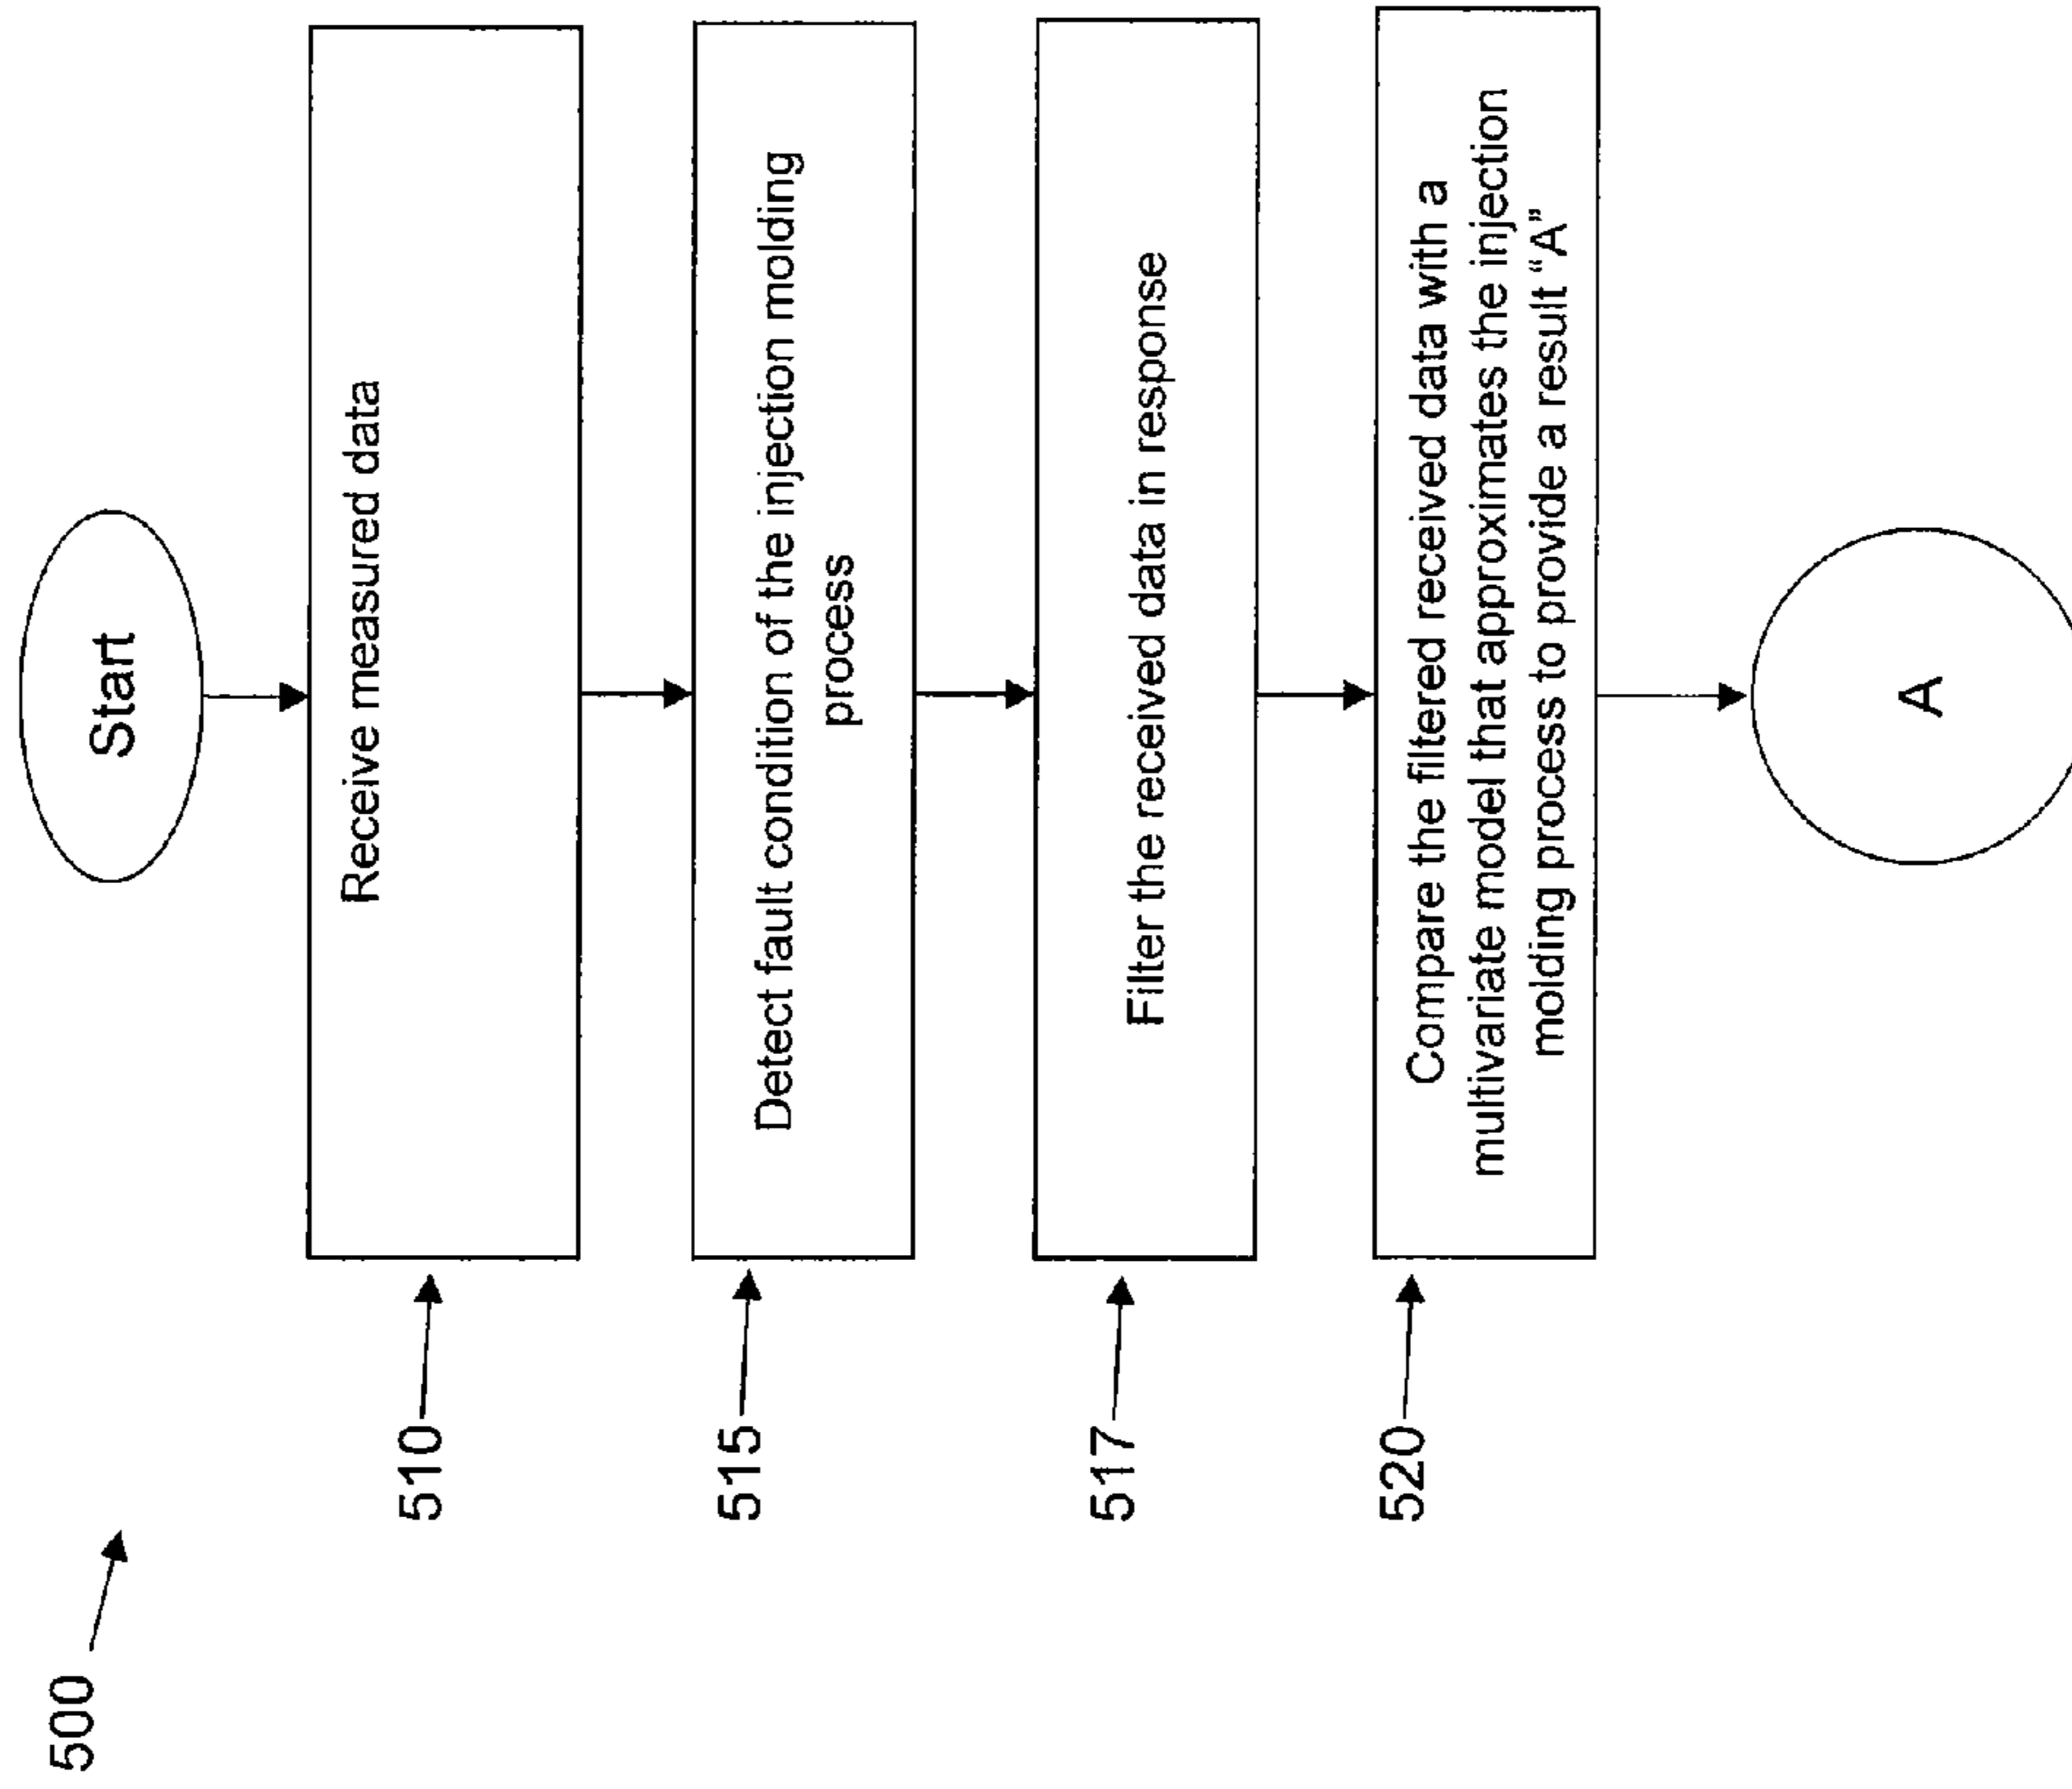 500
Start
510
Receive measured data
515
Detect fault condition of the injection molding
process
517
Filter the received data in response
520
Compare the filtered received data with a
multivariate model that approximates the injection
molding process to provide a result "A"
A